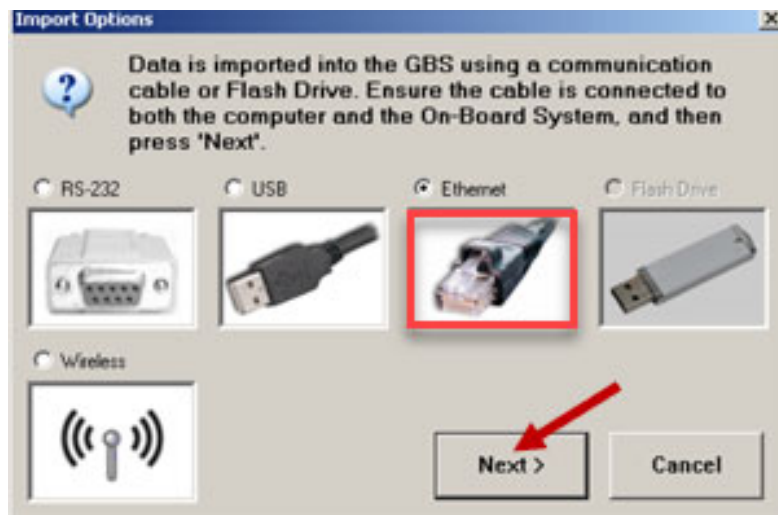 Import Options
Data is imported into the GBS using a communication
cable or Flash Drive. Ensure the cable is connected to
both the computer and the On-Board System, and then
press 'Next'.
RS-232
USB
Ethernet
Flash Drive
Wireless
Next >
Cancel